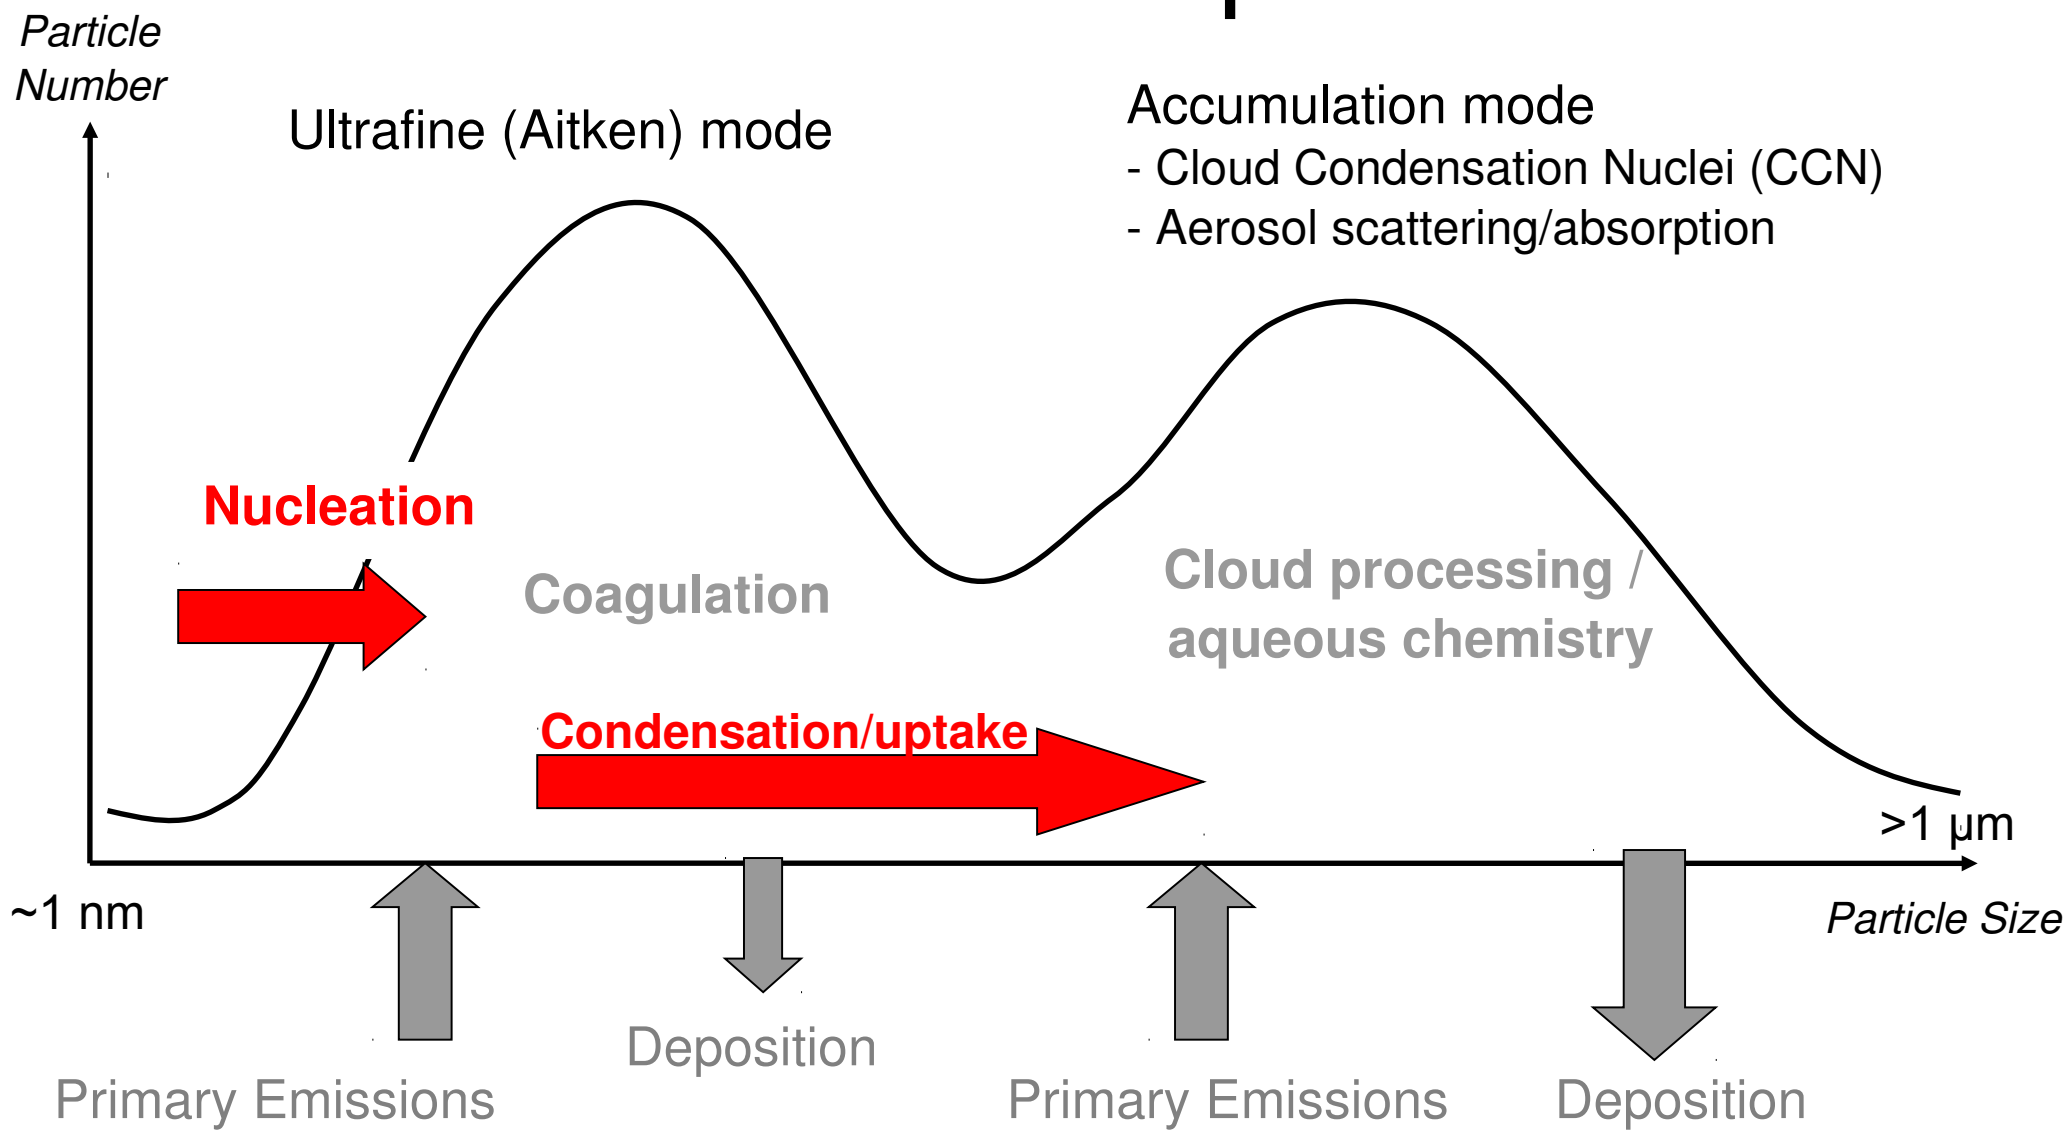 Particle
Number
Ultrafine (Aitken) mode
Accumulation mode
- Cloud Condensation Nuclei (CCN)
- Aerosol scattering/absorption
Nucleation
Coagulation
Cloud processing /
aqueous chemistry
Condensation/uptake
>1 μm
~1 nm
Particle Size
Deposition
Primary Emissions
Primary Emissions
Deposition